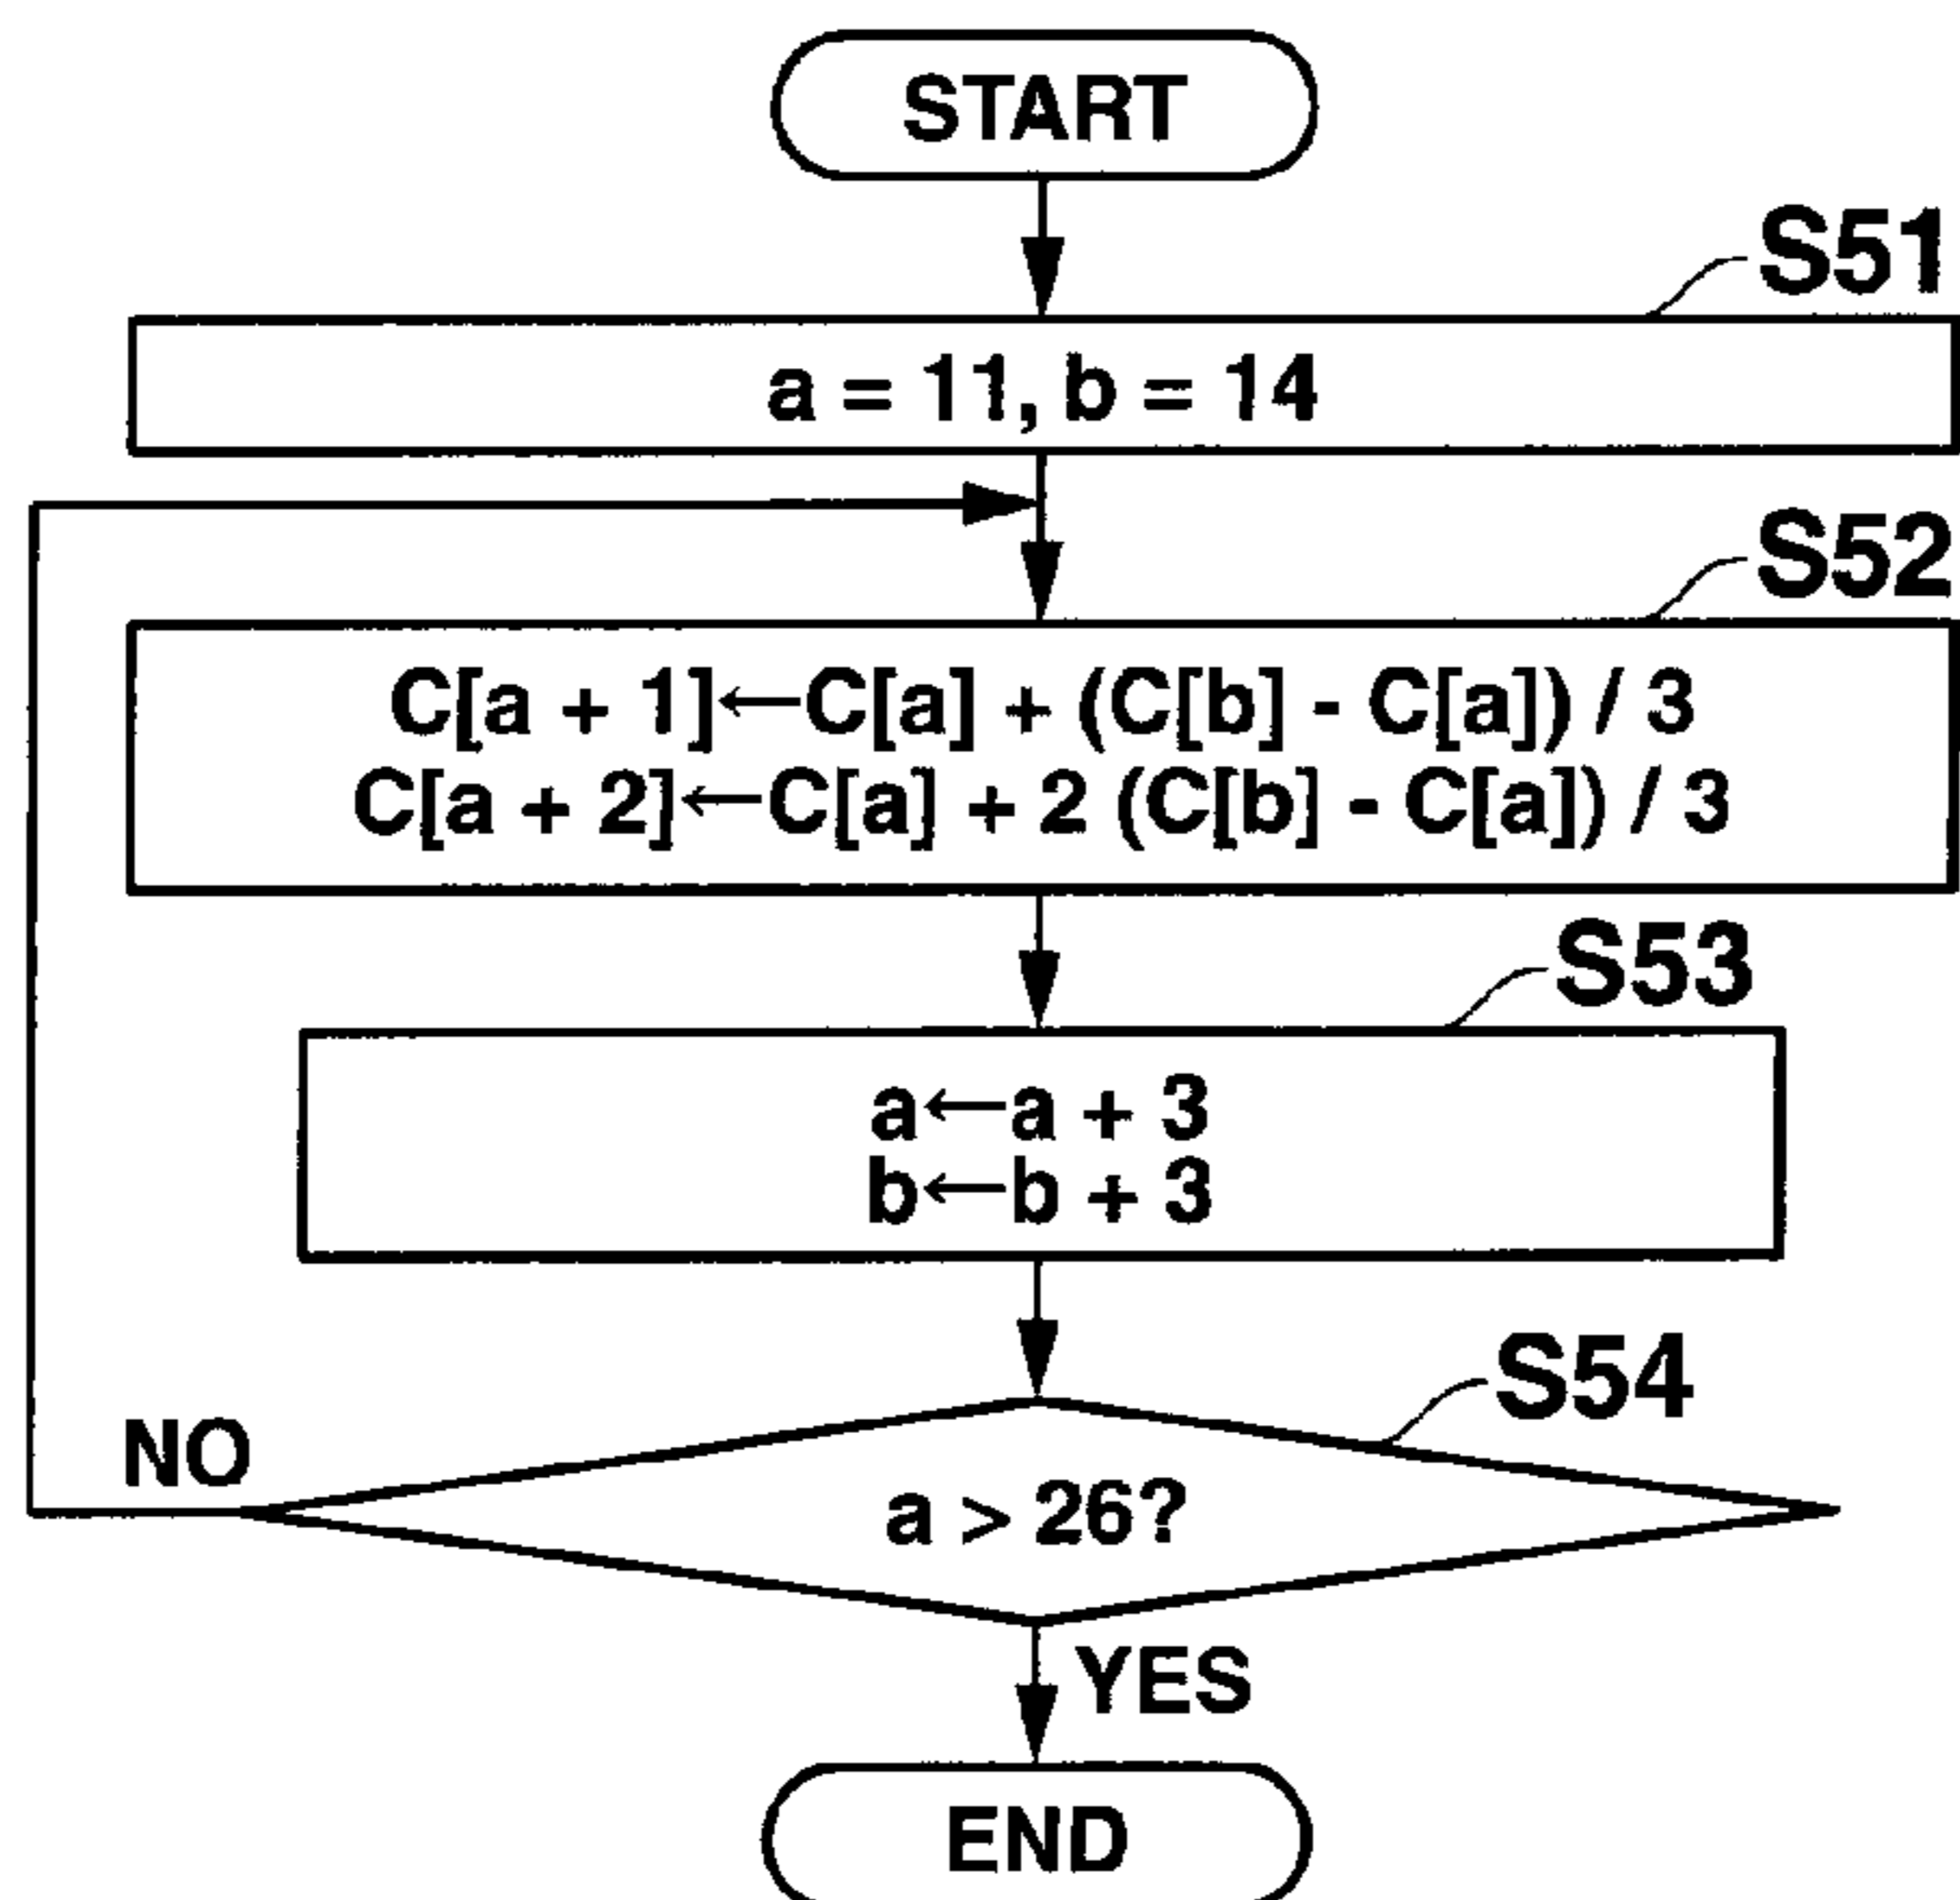 START
S51
a = 11, b = 14
S52
C[a + 1]←C[a] + (C[b] - C[a]) / 3
C[a + 2]←C[a] + 2 (C[b] - C[a]) / 3
S53
a←a + 3
b←b + 3
S54
NO
a > 26?
YES
END